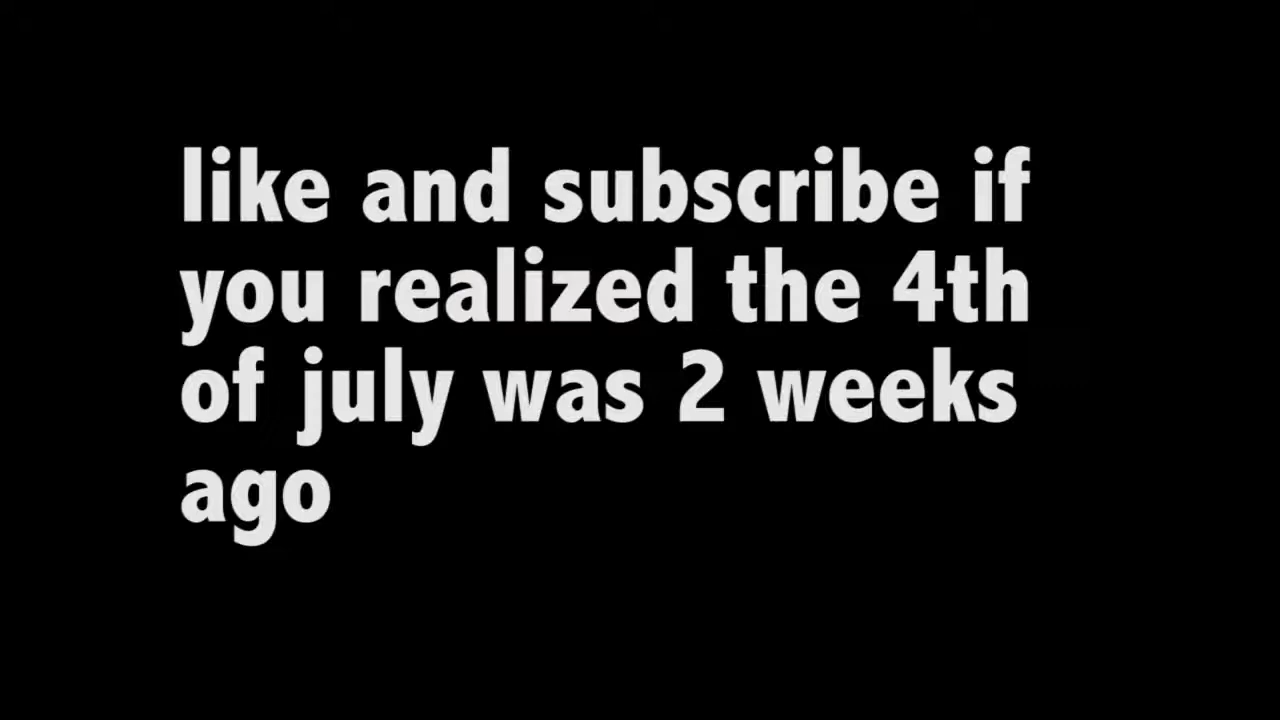 like and subscribe if
you realized the 4th
of july was 2 weeks
ago